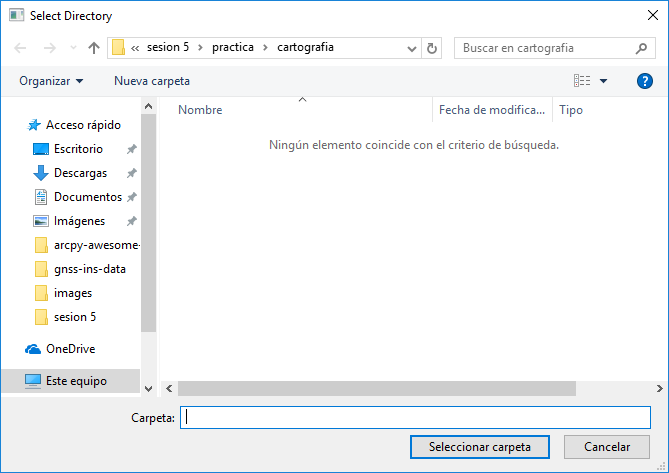 Select Directory
« sesion 5 > practica > cartografia
Buscar en cartografia
Organizar
Nueva carpeta
?
Nombre
Fecha de modifica...
Tipo
Ningún elemento coincide con el criterio de búsqueda.
Acceso rápido
Escritorio
Descargas
Documentos
Imágenes
arcpy-awesome-
gnss-ins-data
images
sesion 5
OneDrive
Este equipo
Carpeta:
Seleccionar carpeta
Cancelar